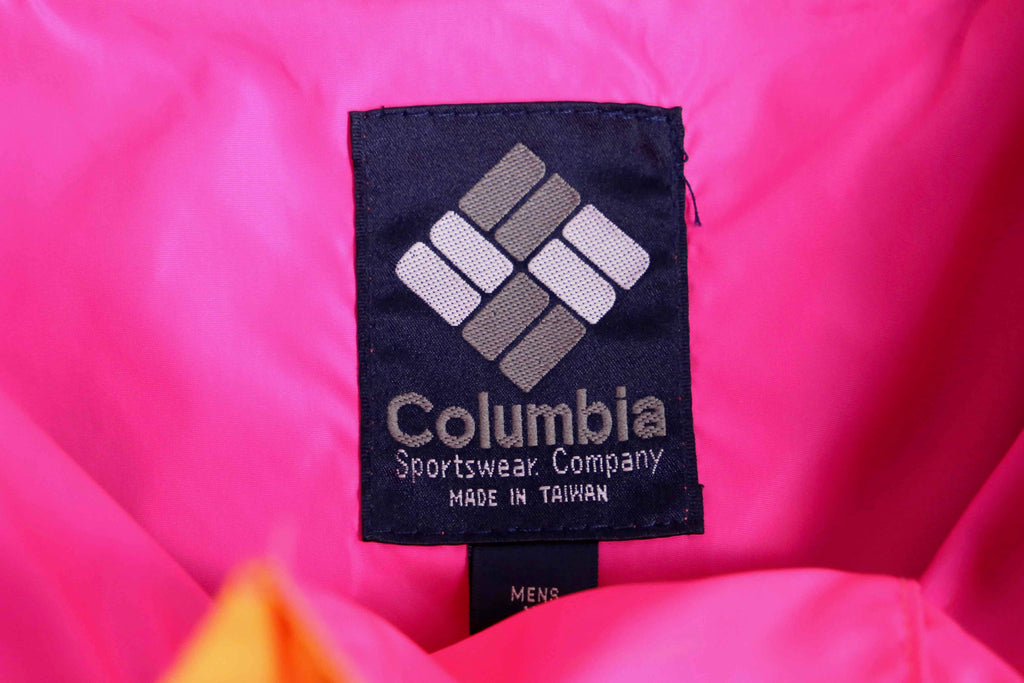 Columbia
Sportswear Company
MADE IN TAIWAN
MENS